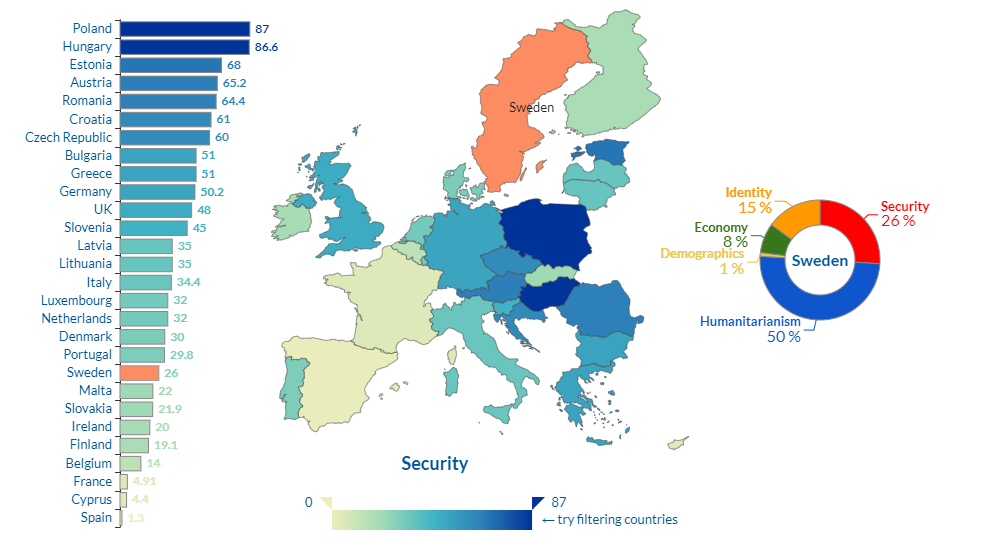 Poland 87
Hungary 86.6
Estonia 68
Austria 65.2
Romania 64.4
Croatia 61
Czech Republic 60
Bulgaria 51
Greece 51
Germany 50.2
UK 48
Slovenia 45
Latvia 35
Lithuania 35
Italy 34.4
Luxembourg 32
Netherlands 32
Denmark 30
Portugal 29.8
Sweden 26
Malta 22
Slovakia 21.9
Ireland 20
Finland 19.1
Belgium 14
France 4.91
Cyprus 4.4
Spain 1.3
Sweden
Security
0
87
← try filtering countries
Identity
15 %
Economy
8 %
Demographics
1 %
Humanitarianism
50 %
Security
26 %
Sweden